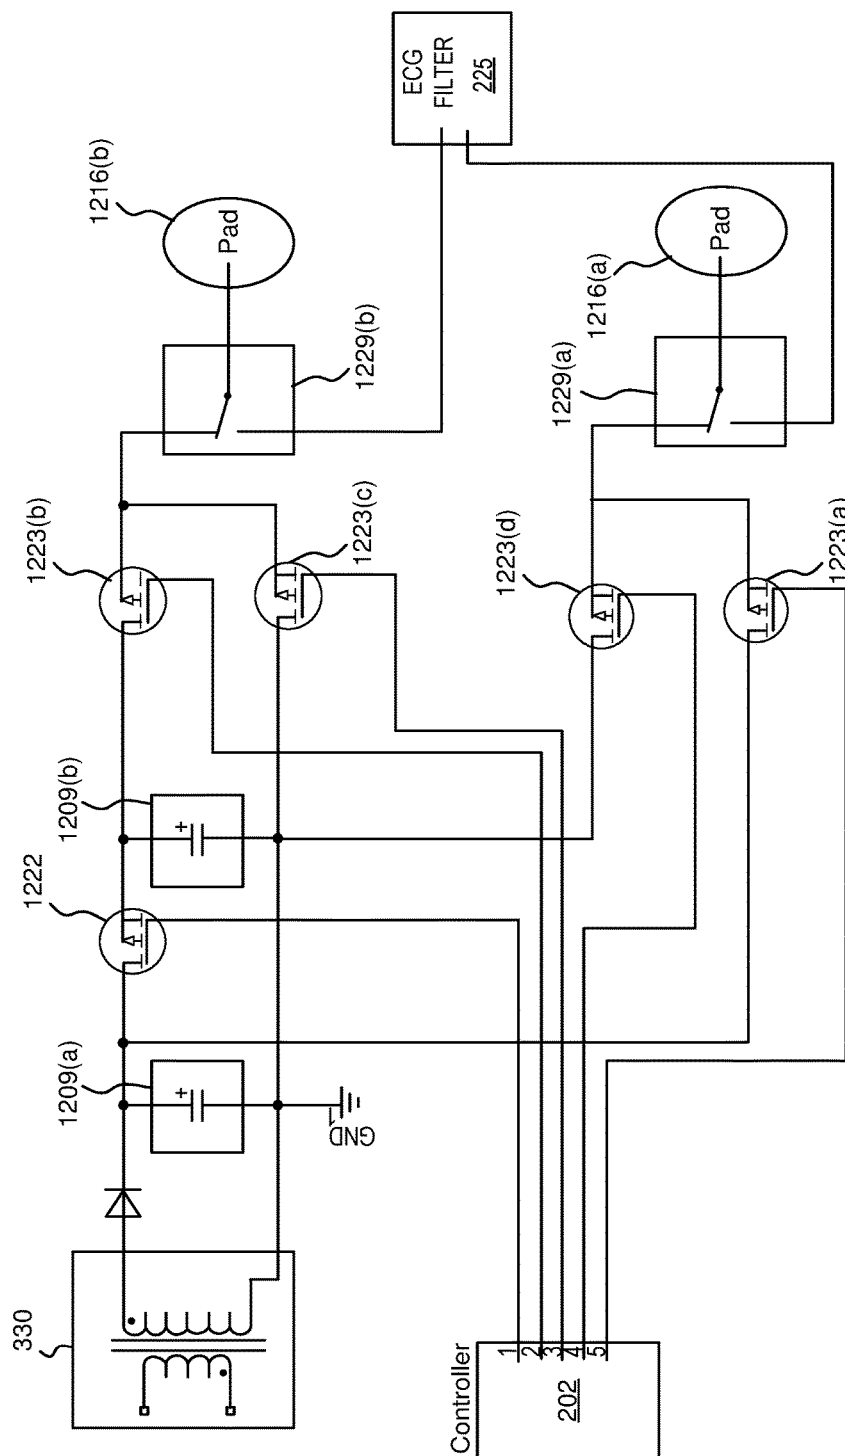 330
1209(a)
+
1222
1209(b)
+
1223(b)
1216(b)
Pad
1229(b)
1223(c)
GND
1
ECG
FILTER
225
Controller
202
1
2
3
4
5
1223(d)
1229(a)
1216(a)
Pad
1223(a)